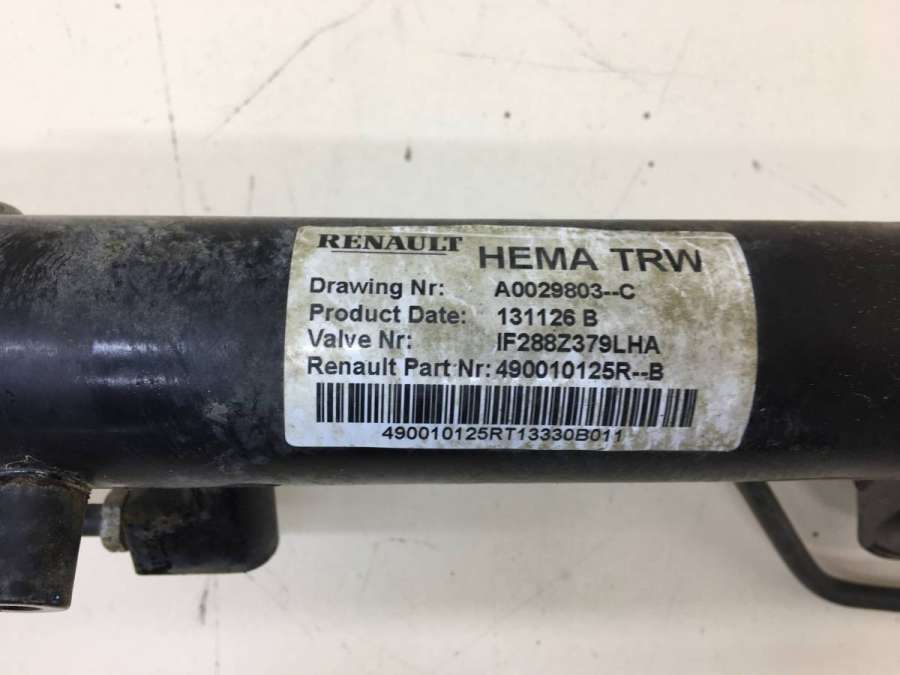 RENAULT HEMA TRW
Drawing Nr: A0029803--C
Product Date: 131126 B
Valve Nr: IF288Z379LHA
Renault Part Nr: 490010125R--B
490010125RT13330B011